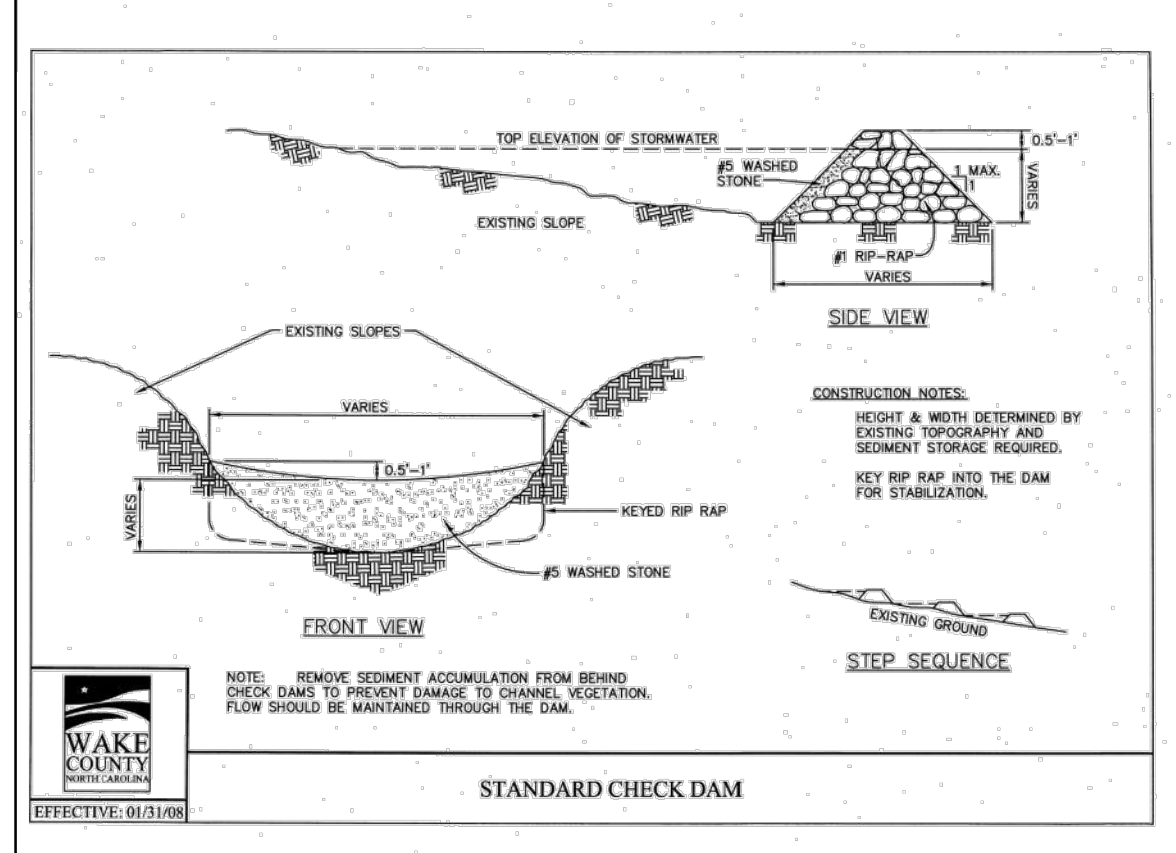 TOP ELEVATION OF STORMWATER
0.5'-1'
#5 WASHED
STONE
1 MAX.
1
VARIES
EXISTING SLOPE
#1 RIP-RAP
VARIES
SIDE VIEW
EXISTING SLOPES
VARIES
0.5'-1'
VARIES
KEYED RIP RAP
#5 WASHED STONE
FRONT VIEW
CONSTRUCTION NOTES:
HEIGHT & WIDTH DETERMINED BY
EXISTING TOPOGRAPHY AND
SEDIMENT STORAGE REQUIRED.
KEY RIP RAP INTO THE DAM
FOR STABILIZATION.
EXISTING GROUND
STEP SEQUENCE
NOTE: REMOVE SEDIMENT ACCUMULATION FROM BEHIND
CHECK DAMS TO PREVENT DAMAGE TO CHANNEL VEGETATION.
FLOW SHOULD BE MAINTAINED THROUGH THE DAM.
WAKE
COUNTY
NORTH CAROLINA
EFFECTIVE: 01/31/08
STANDARD CHECK DAM